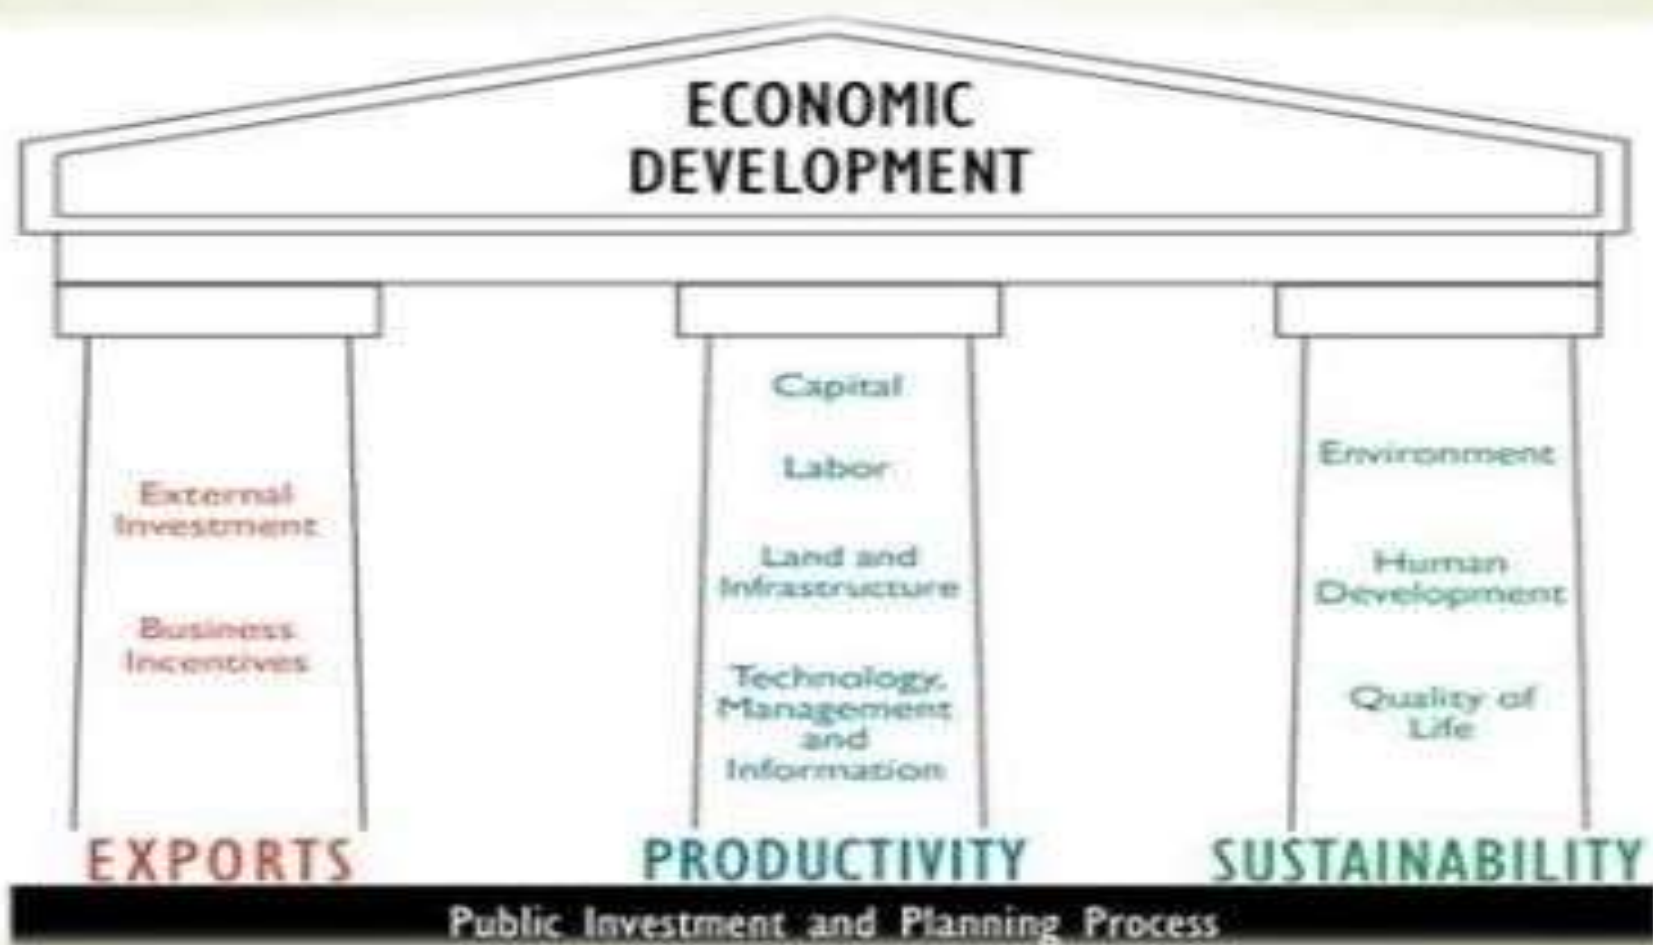 ECONOMIC
DEVELOPMENT
External
Investment
Business
Incentives
EXPORTS
Capital
Labor
Land and
Infrastructure
Technology,
Management
and
Information
PRODUCTIVITY
Environment
Human
Development
Quality of
Life
SUSTAINABILITY
Public Investment and Planning Process